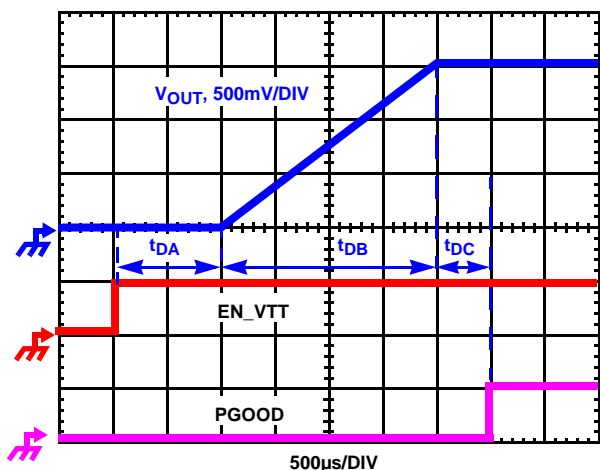 VOUT, 500mV/DIV
tDA
tDB
tDC
EN_VTT
PGOOD
500µs/DIV